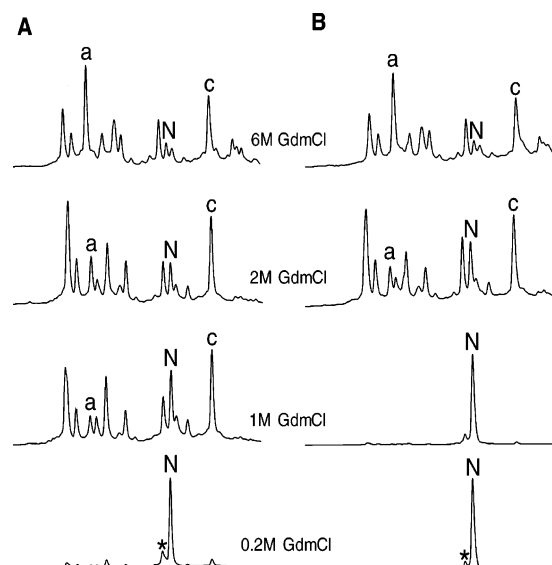 A B
a N c 6M GdmCl a N c
a N c 2M GdmCl a N c
a N c 1M GdmCl N
* N 0.2M GdmCl * N